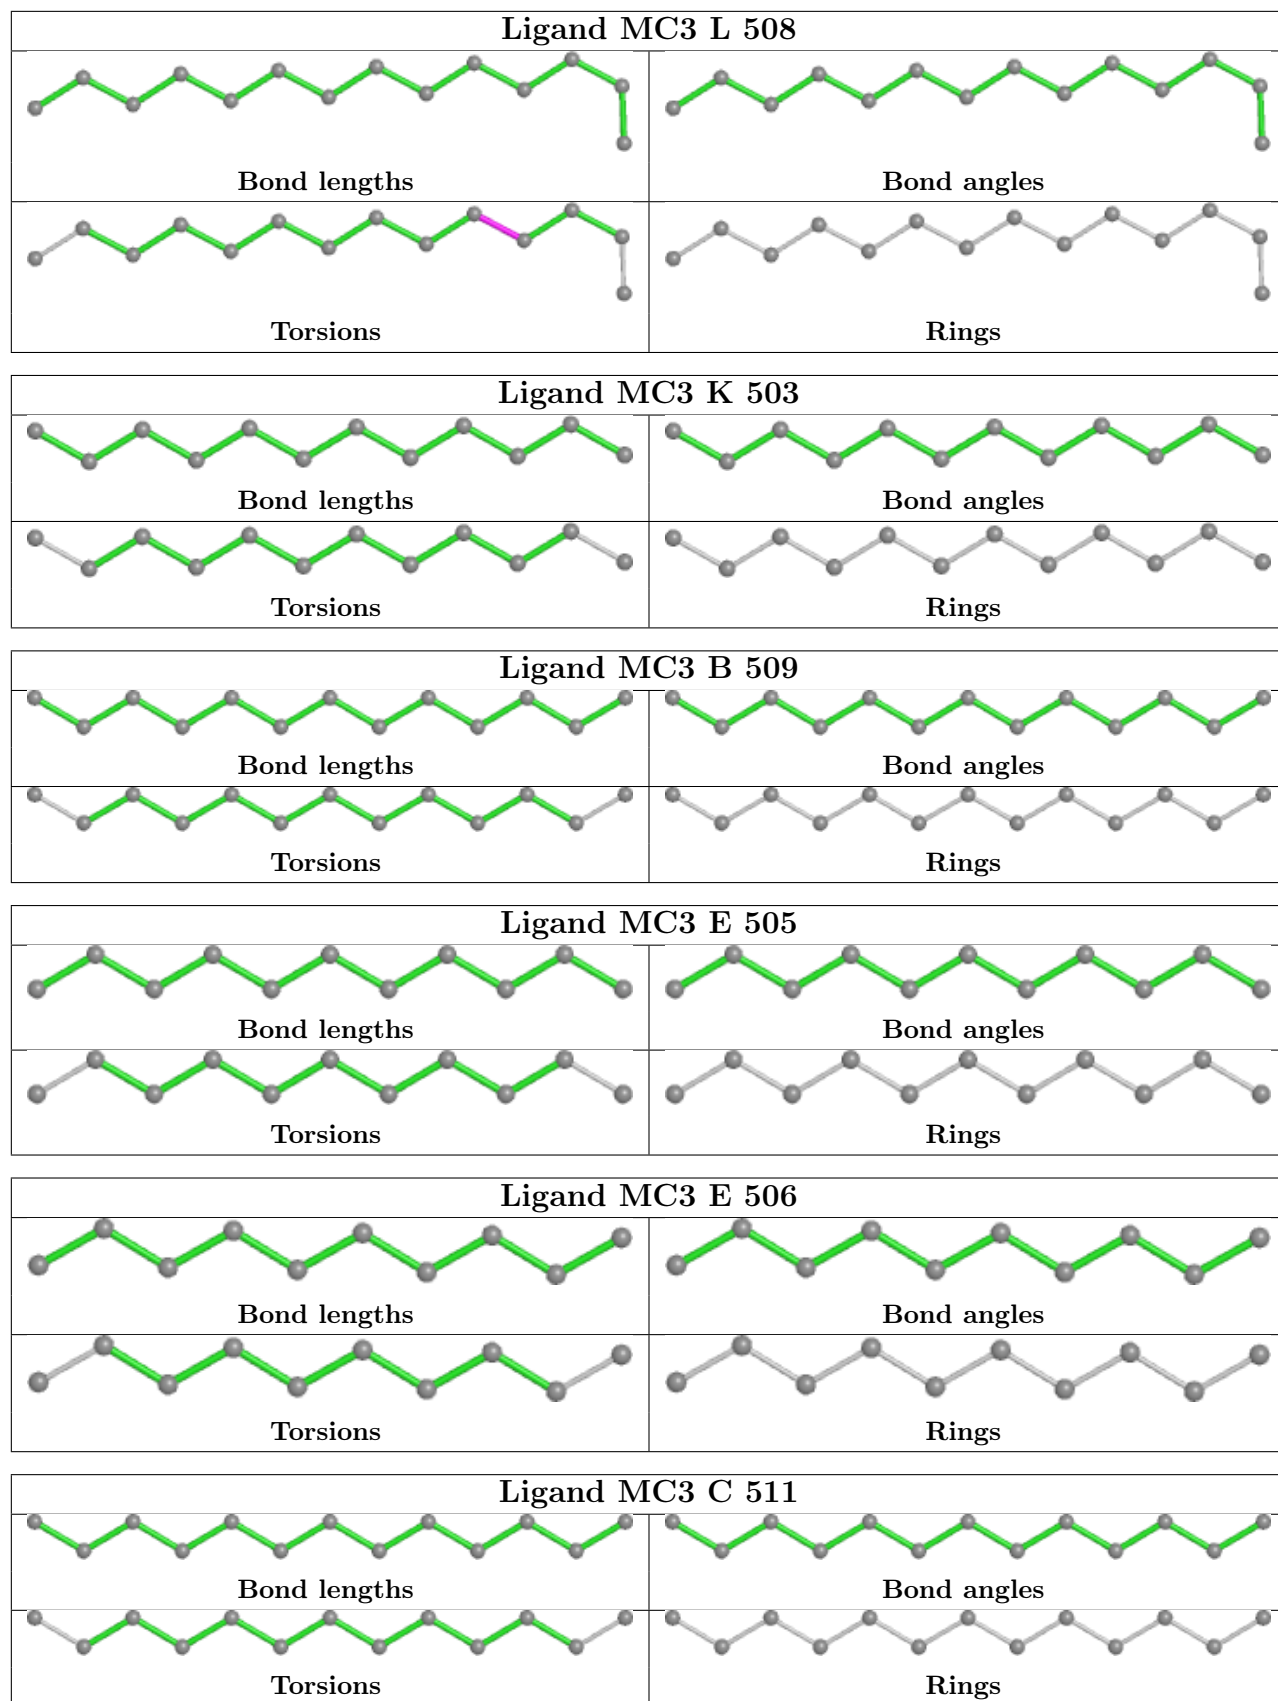 Ligand MC3 L 508
Bond lengths Bond angles
Torsions Rings
Ligand MC3 K 503
Bond lengths Bond angles
Torsions Rings
Ligand MC3 B 509
Bond lengths Bond angles
Torsions Rings
Ligand MC3 E 505
Bond lengths Bond angles
Torsions Rings
Ligand MC3 E 506
Bond lengths Bond angles
Torsions Rings
Ligand MC3 C 511
Bond lengths Bond angles
Torsions Rings